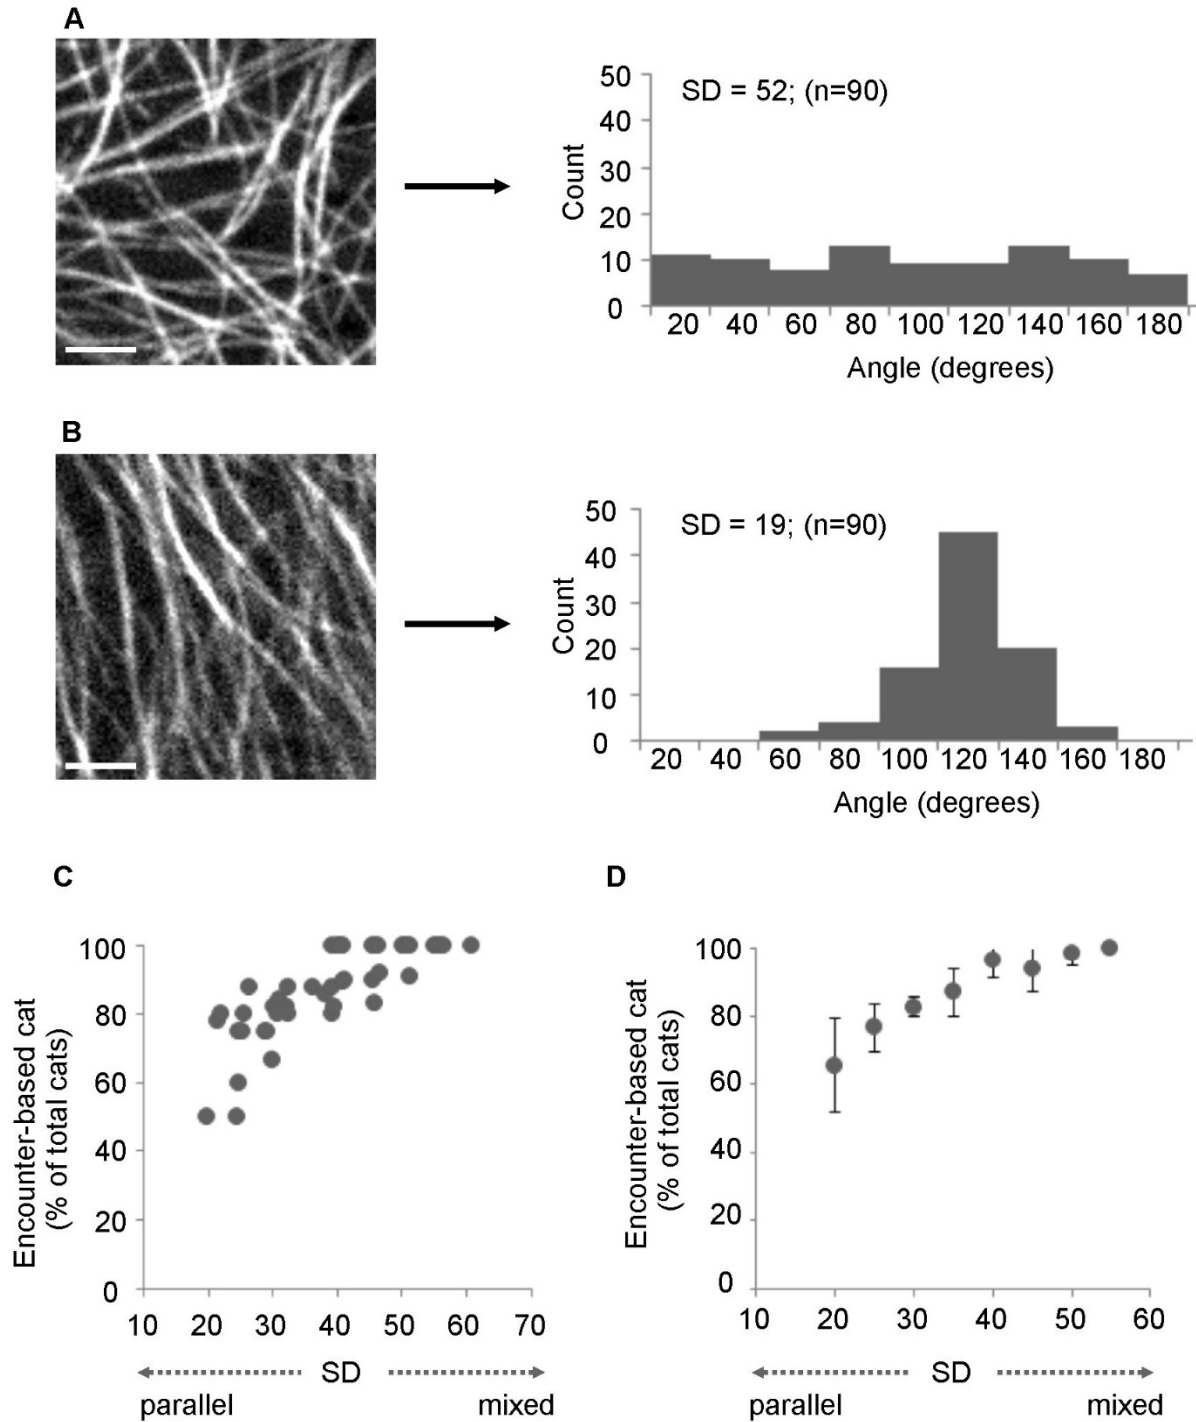 A
SD = 52; (n=90)
50
40
30
20
10
0
Count
20 40 60 80 100 120 140 160 180
Angle (degrees)
B
SD = 19; (n=90)
50
40
30
20
10
0
Count
20 40 60 80 100 120 140 160 180
Angle (degrees)
C
Encounter-based cat
(% of total cats)
100
80
60
40
20
0
10 20 30 40 50 60 70
SD
parallel mixed
D
Encounter-based cat
(% of total cats)
100
80
60
40
20
0
10 20 30 40 50 60
SD
parallel mixed